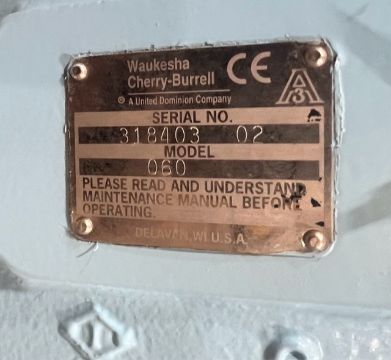 Waukesha
Cherry-Burrell
CE
A United Dominion Company
3
A
SERIAL NO.
318403 02
MODEL
060
PLEASE READ AND UNDERSTAND
MAINTENANCE MANUAL BEFORE
OPERATING.
DELAVAN, WI U.S.A.